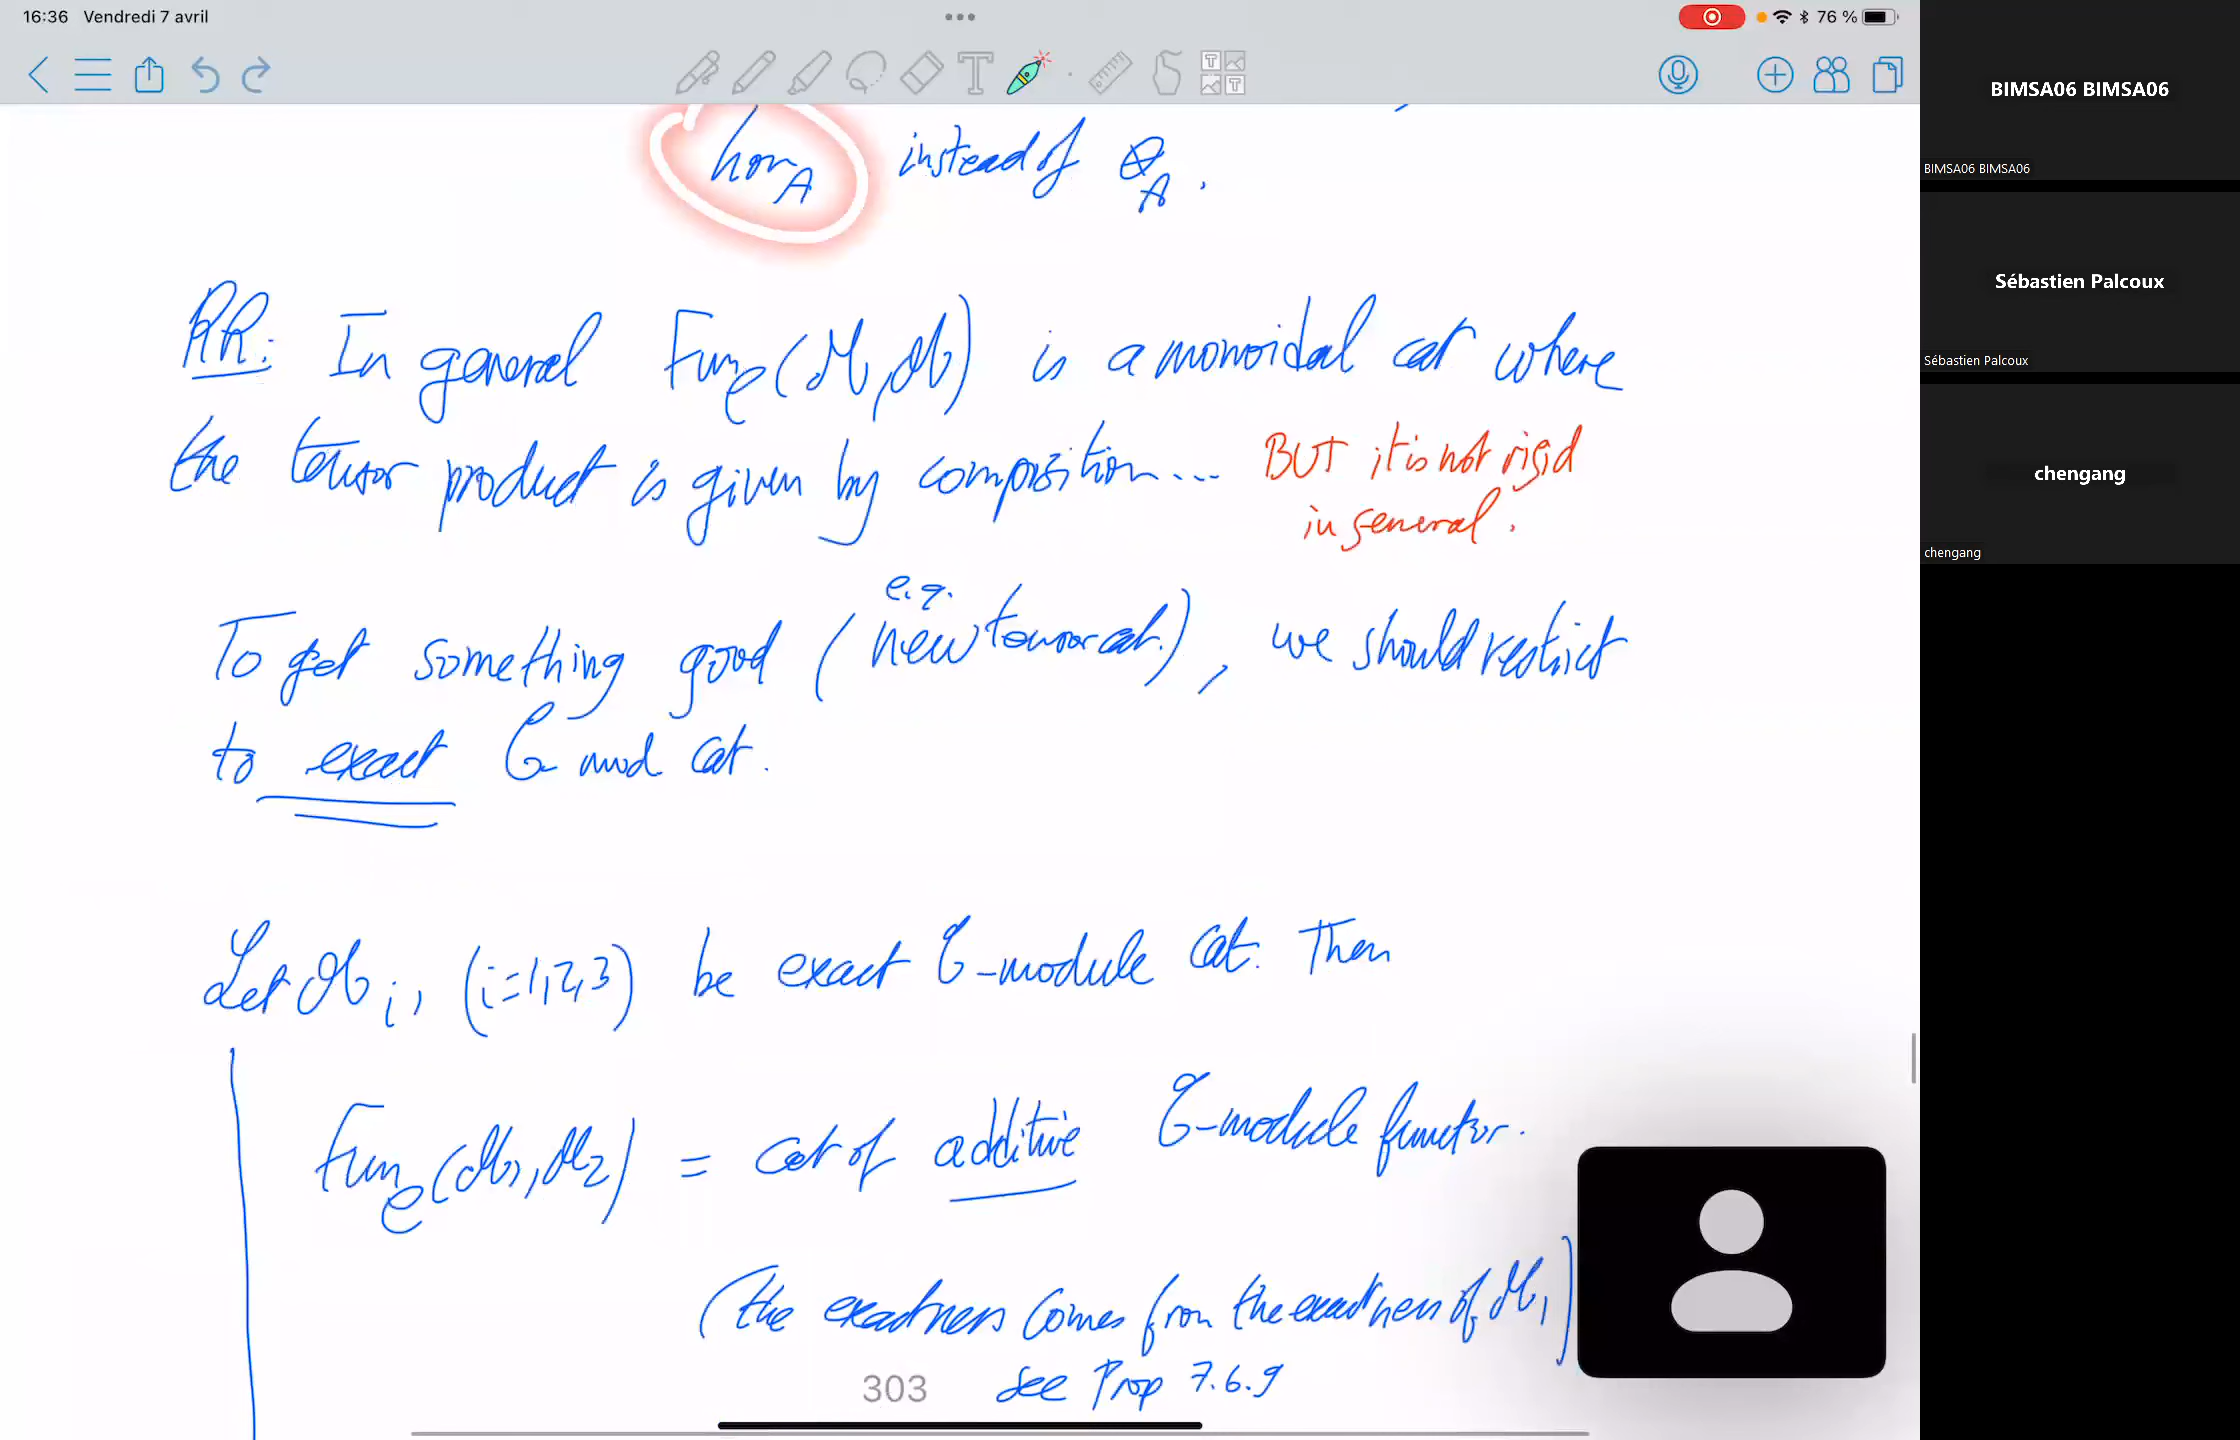 16:36 Vendredi 7 avril
76 %
hom_A instead of ⊗_A.
RR: In general Fun_C(M, M) is a monoidal cat where
the tensor product is given by composition... BUT it is not rigid
in general.
To get something good (e.g. new tensor cat.), we should restrict
to exact C-mod cat.
Let M_i, (i=1,2,3) be exact C-module cat. Then
Fun_C(M_1, M_2) = cat of additive C-module functor.
(the exactness comes from the exactness of M_1)
see Prop 7.6.9
303
BIMSA06 BIMSA06
BIMSA06 BIMSA06
Sébastien Palcoux
Sébastien Palcoux
chengang
chengang